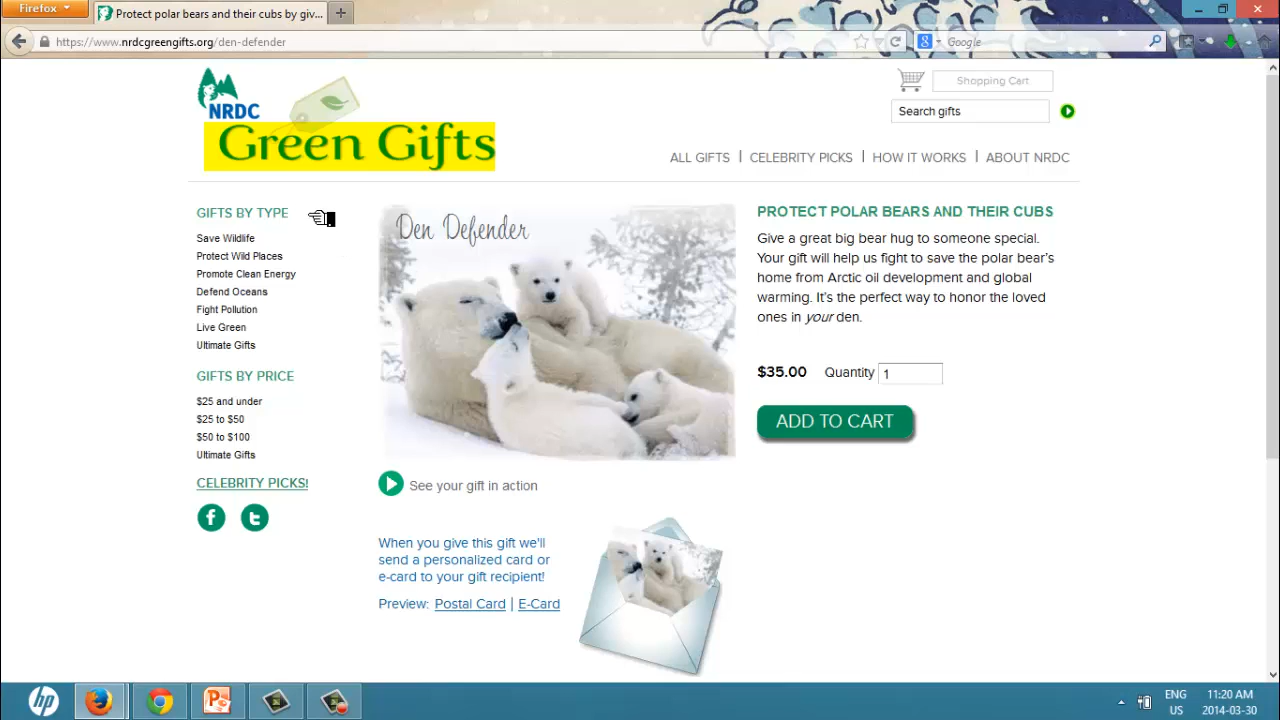 Firefox
Protect polar bears and their cubs by giv...
https://www.nrdcgreengifts.org/den-defender
Google
NRDC
Green Gifts
Shopping Cart
Search gifts
ALL GIFTS | CELEBRITY PICKS | HOW IT WORKS | ABOUT NRDC
GIFTS BY TYPE
Save Wildlife
Protect Wild Places
Promote Clean Energy
Defend Oceans
Fight Pollution
Live Green
Ultimate Gifts
GIFTS BY PRICE
$25 and under
$25 to $50
$50 to $100
Ultimate Gifts
CELEBRITY PICKS!
Den Defender
See your gift in action
When you give this gift we'll
send a personalized card or
e-card to your gift recipient!
Preview: Postal Card | E-Card
PROTECT POLAR BEARS AND THEIR CUBS
Give a great big bear hug to someone special.
Your gift will help us fight to save the polar bear's
home from Arctic oil development and global
warming. It's the perfect way to honor the loved
ones in your den.
$35.00 Quantity 1
ADD TO CART
hp
ENG
US
11:20 AM
2014-03-30